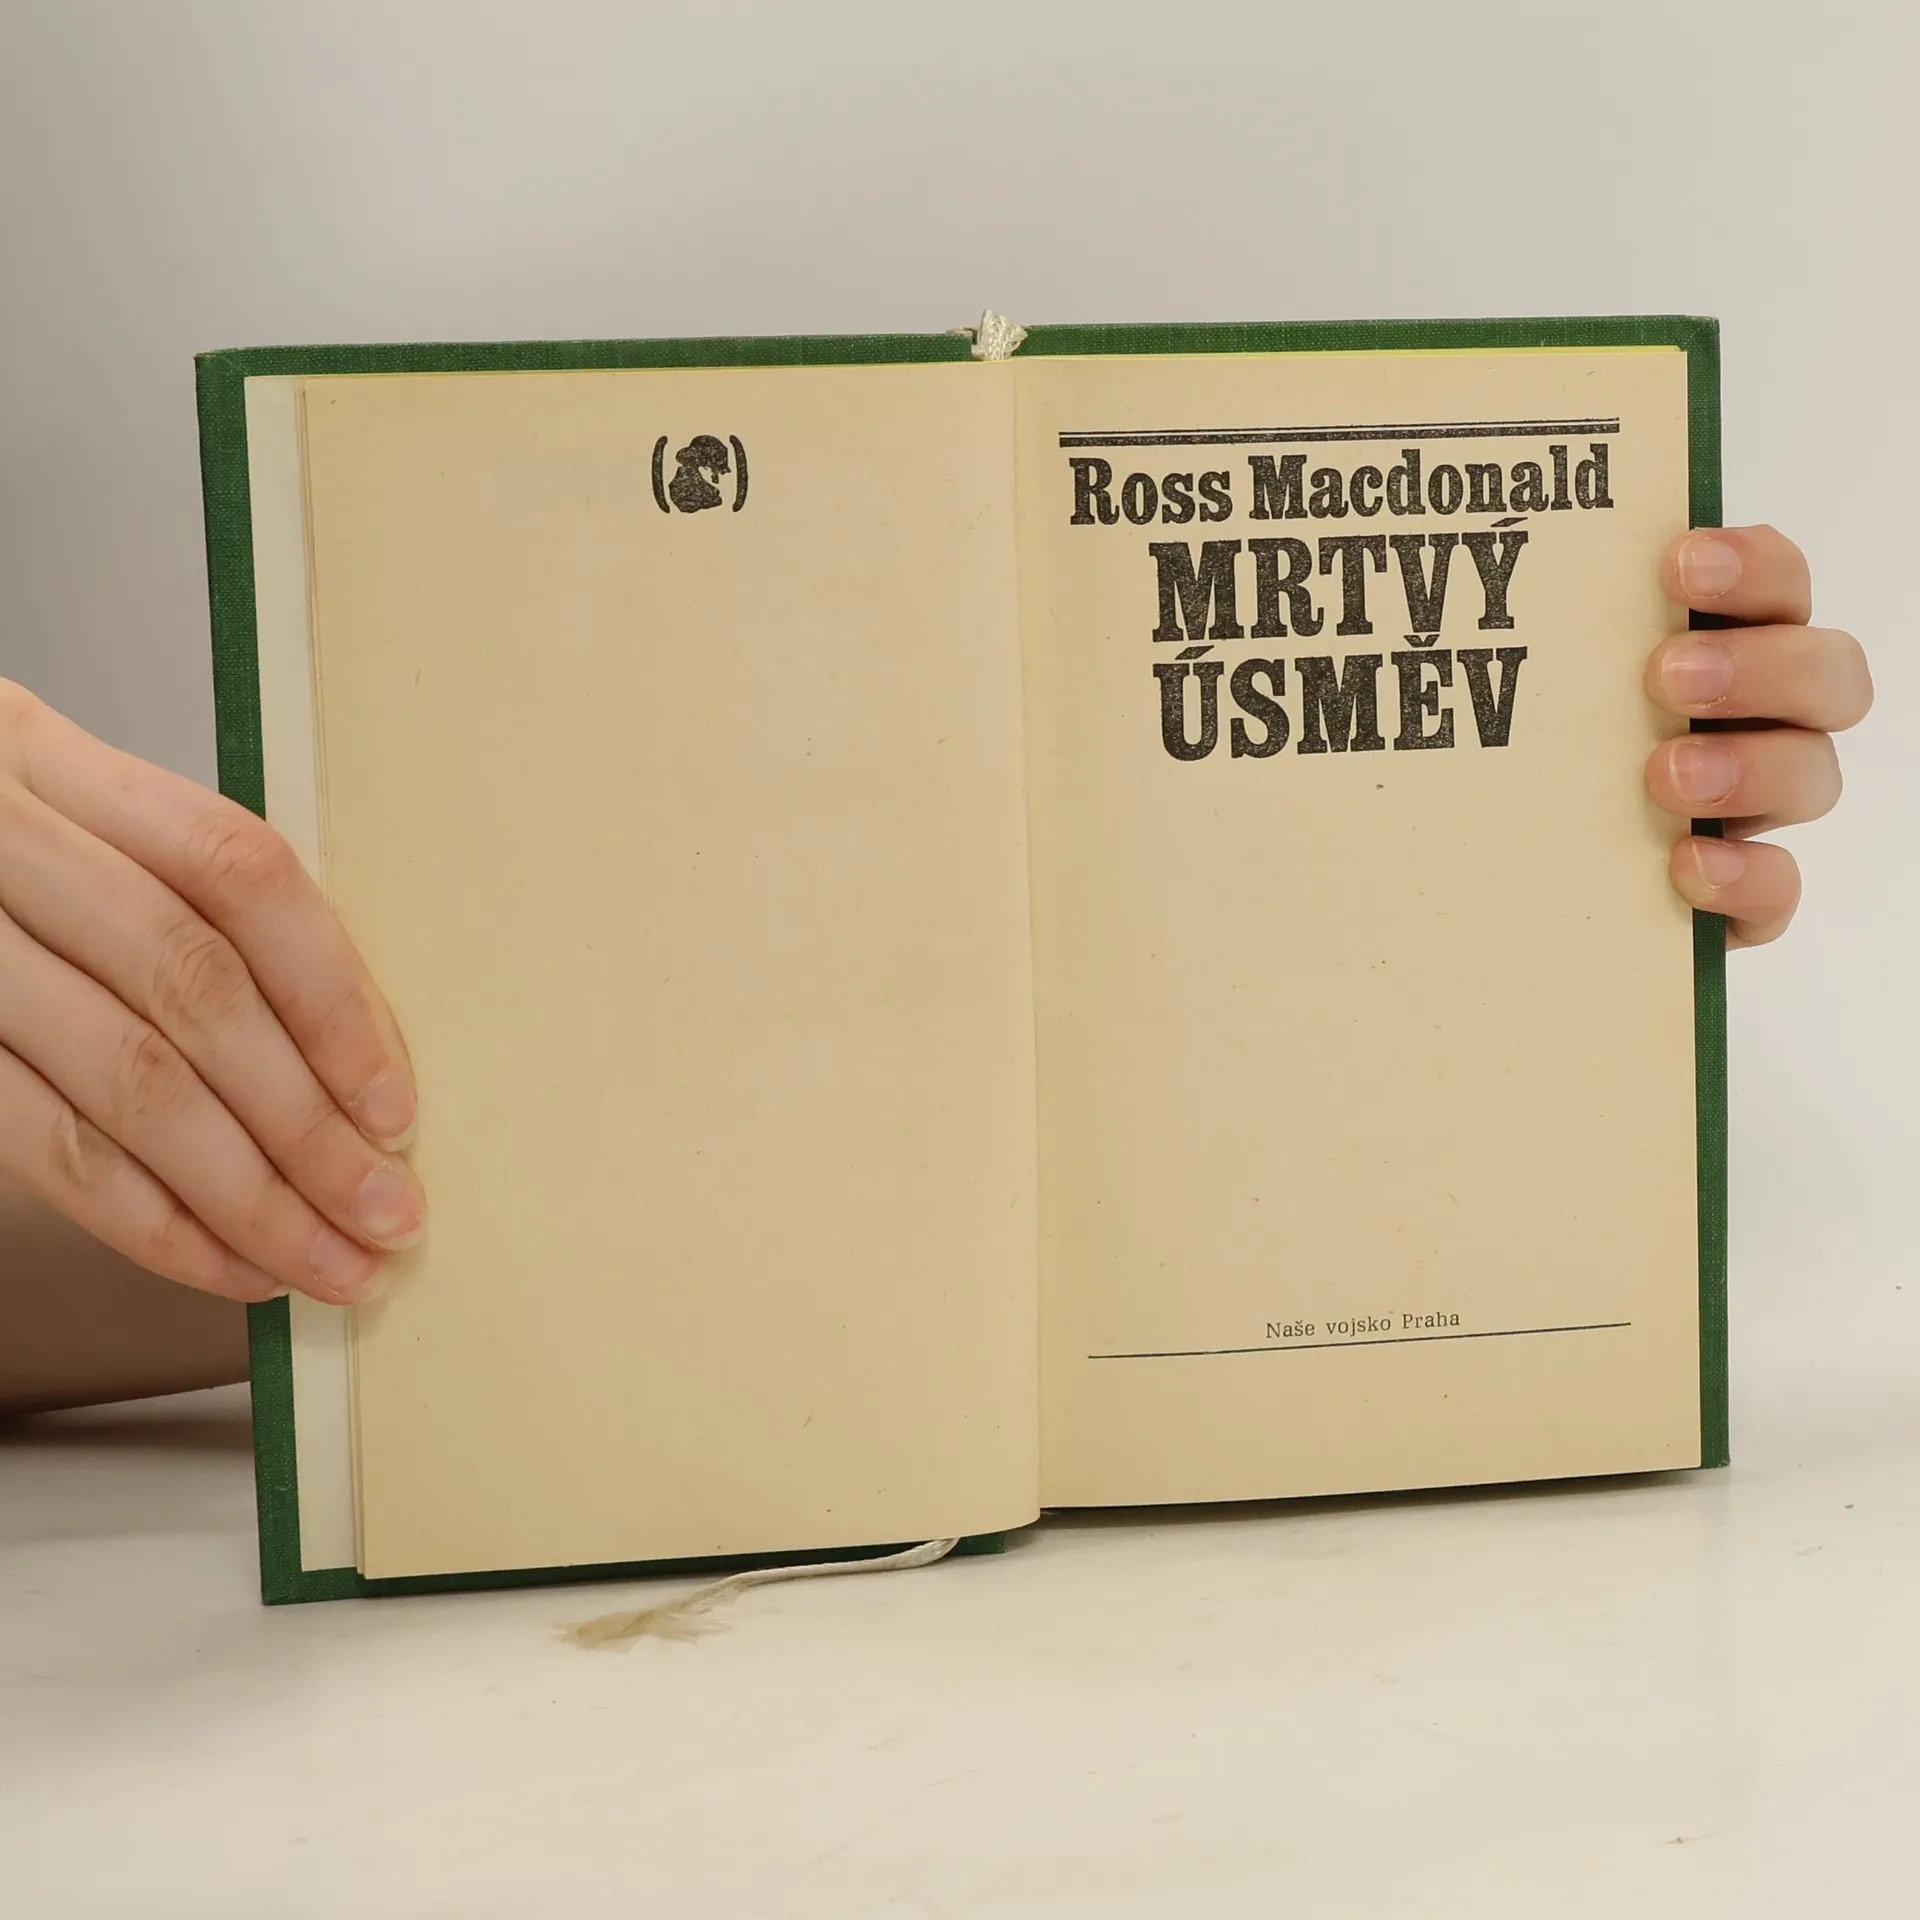 Ross Macdonald
MRTVÝ
ÚSMĚV
Naše vojsko Praha